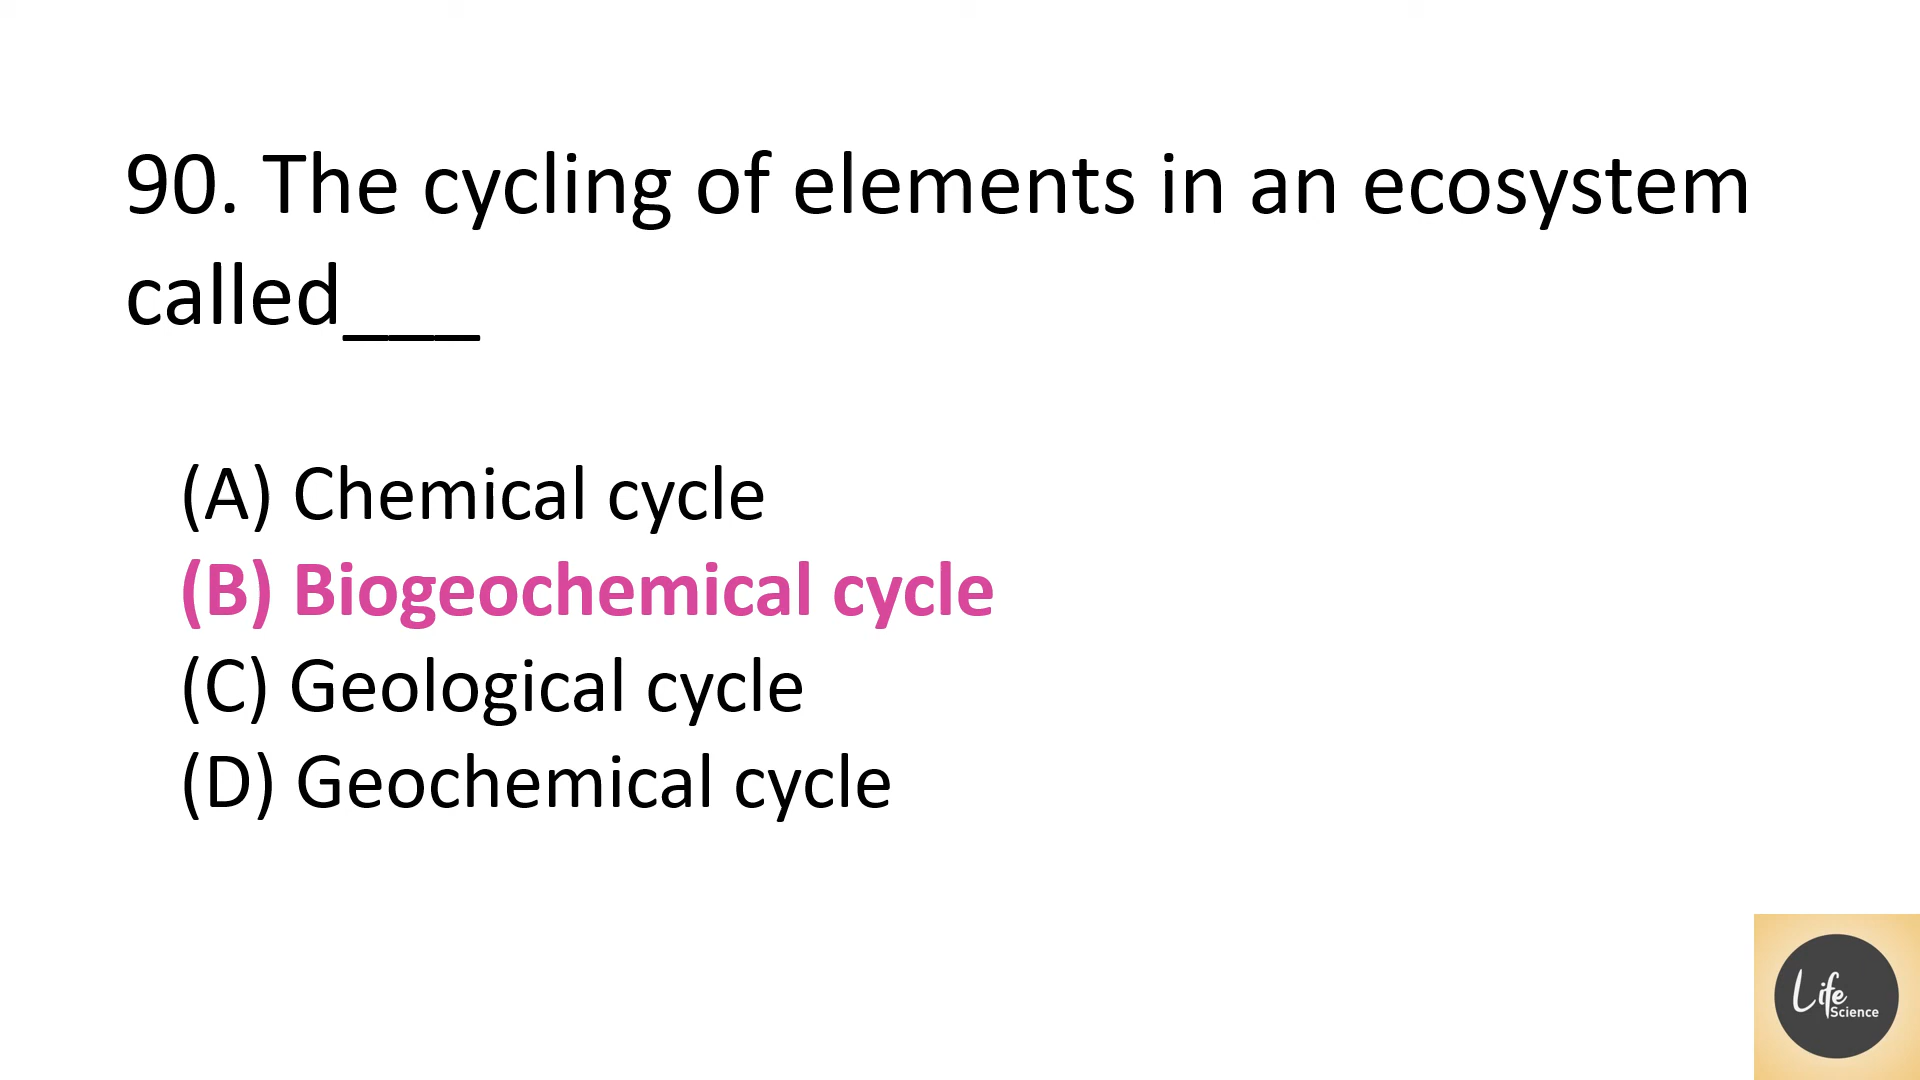 90. The cycling of elements in an ecosystem
called___
(A) Chemical cycle
(B) Biogeochemical cycle
(C) Geological cycle
(D) Geochemical cycle
Life
Science